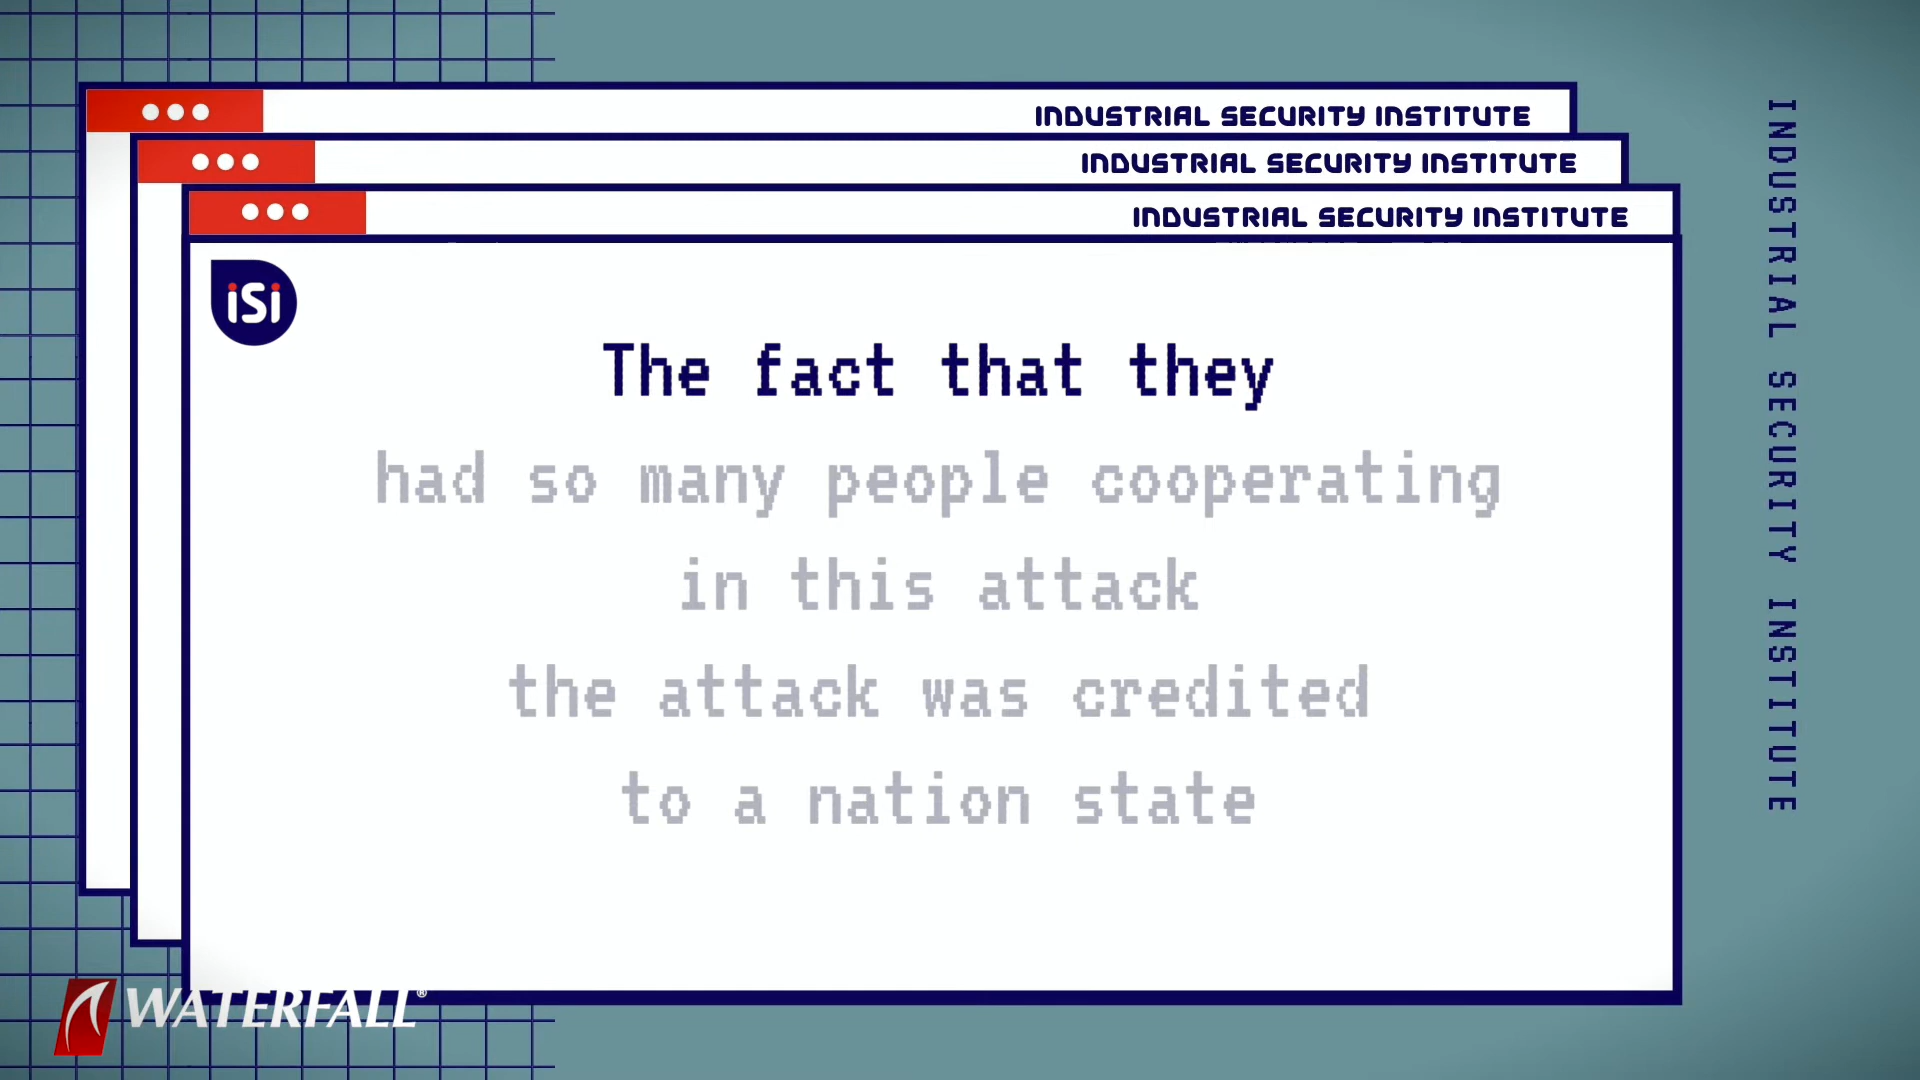 INDUSTRIAL SECURITY INSTITUTE
INDUSTRIAL SECURITY INSTITUTE
INDUSTRIAL SECURITY INSTITUTE
iSi
The fact that they
had so many people cooperating
in this attack
the attack was credited
to a nation state
INDUSTRIAL SECURITY INSTITUTE
WATERFALL®